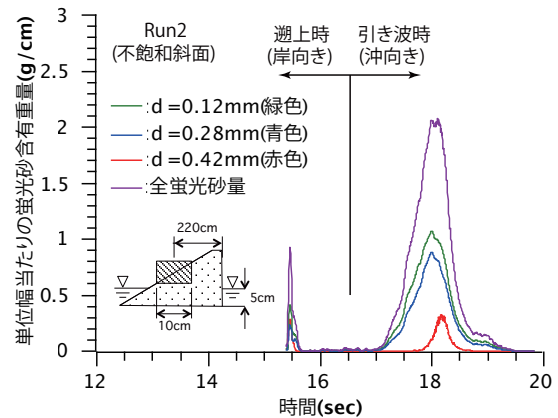 Run2
(不飽和斜面)
遡上時
(岸向き)
引き波時
(沖向き)
:d =0.12mm(緑色)
:d =0.28mm(青色)
:d =0.42mm(赤色)
:全蛍光砂量
220cm
5cm
10cm
単位幅当たりの蛍光砂含有重量(g/cm)
3
2.5
2
1.5
1
0.5
0
12
14
16
18
20
時間(sec)